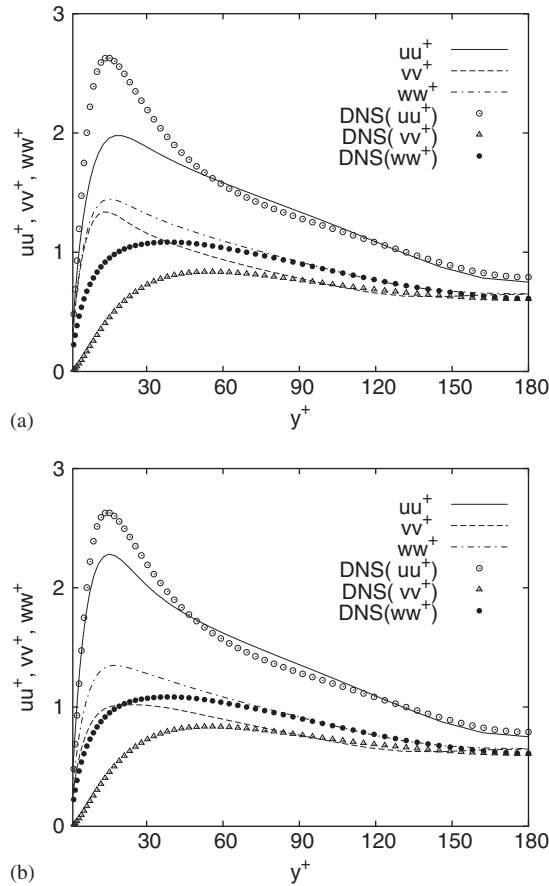 3
2
1
0
uu⁺, vv⁺, ww⁺
uu⁺
vv⁺
ww⁺
DNS( uu⁺)
DNS( vv⁺)
DNS(ww⁺)
30 60 90 120 150 180
y⁺
(a)
3
2
1
0
uu⁺, vv⁺, ww⁺
uu⁺
vv⁺
ww⁺
DNS( uu⁺)
DNS( vv⁺)
DNS(ww⁺)
30 60 90 120 150 180
y⁺
(b)